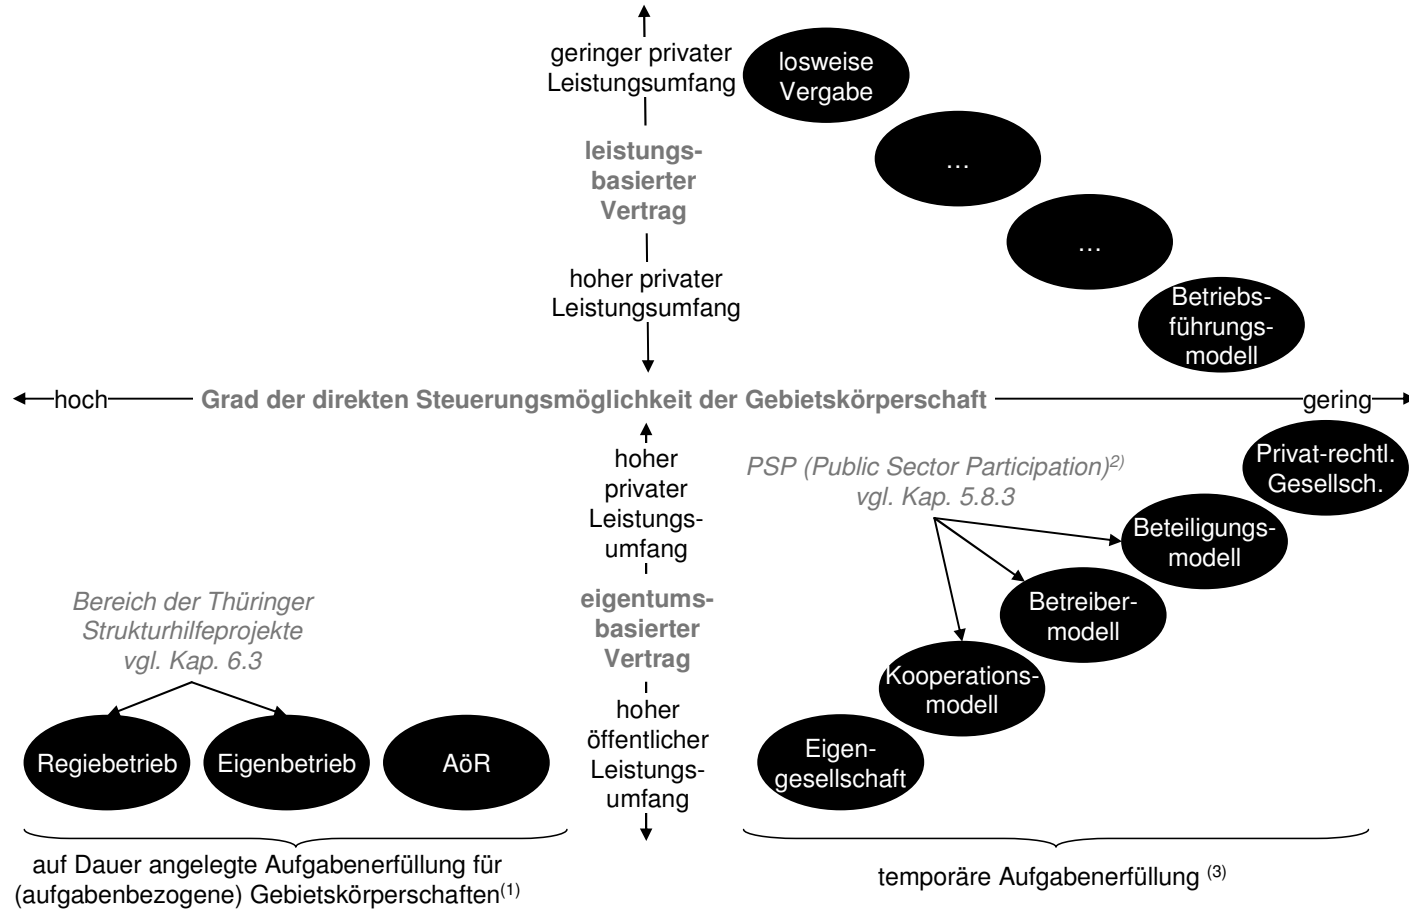 geringer privater
Leistungsumfang
losweise
Vergabe
leistungs-
basierter
Vertrag
…
…
hoher privater
Leistungsumfang
Betriebs-
führungs-
modell
hoch
Grad der direkten Steuerungsmöglichkeit der Gebietskörperschaft
gering
hoher
privater
Leistungs-
umfang
PSP (Public Sector Participation)2)
vgl. Kap. 5.8.3
Privat-rechtl.
Gesellsch.
Beteiligungs-
modell
Bereich der Thüringer
Strukturhilfeprojekte
vgl. Kap. 6.3
eigentums-
basierter
Vertrag
Betreiber-
modell
Kooperations-
modell
Regiebetrieb
Eigenbetrieb
AöR
hoher
öffentlicher
Leistungs-
umfang
Eigen-
gesellschaft
auf Dauer angelegte Aufgabenerfüllung für
(aufgabenbezogene) Gebietskörperschaften(1)
temporäre Aufgabenerfüllung (3)